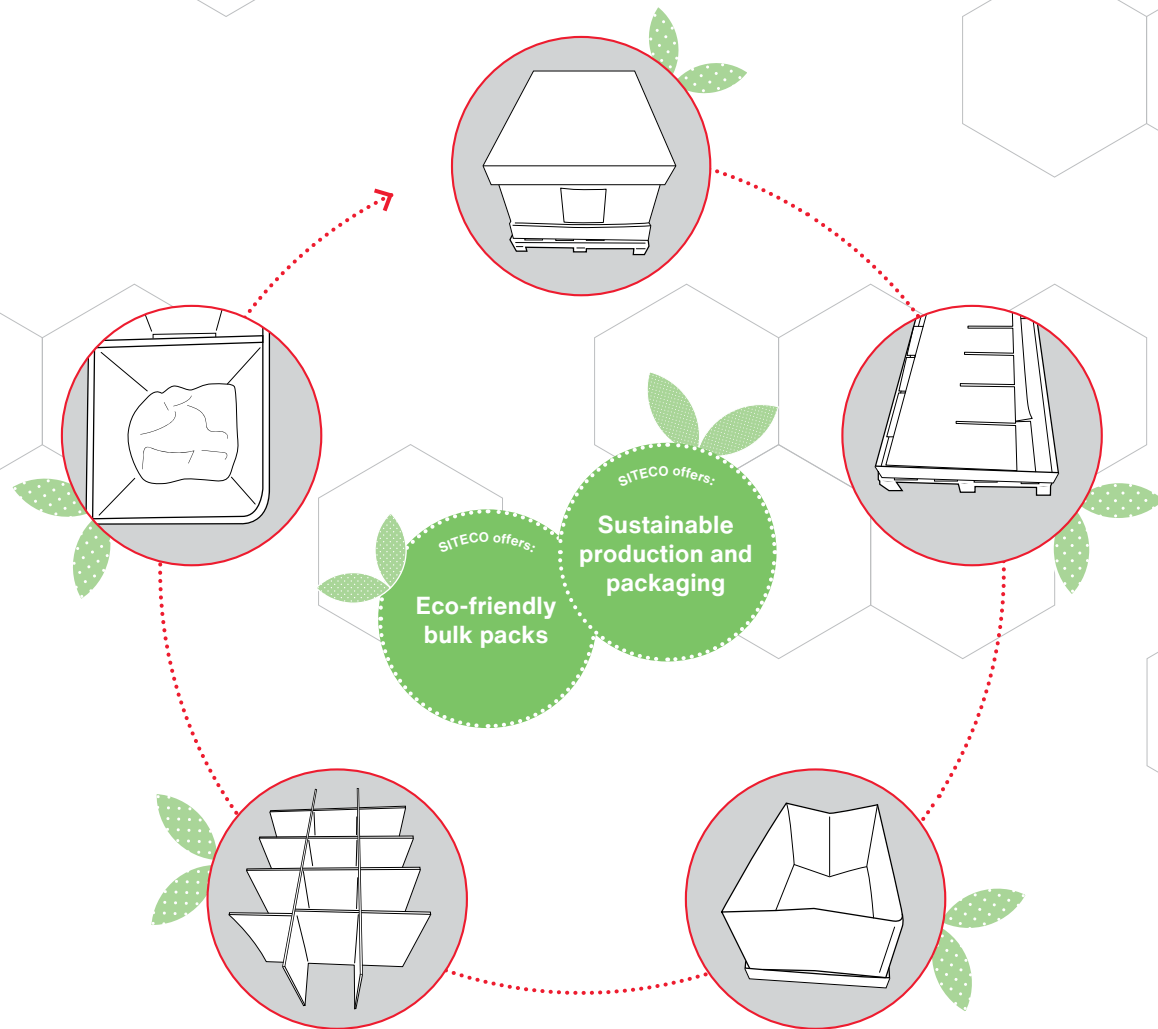 SITECO offers:
Eco-friendly
bulk packs
SITECO offers:
Sustainable
production and
packaging